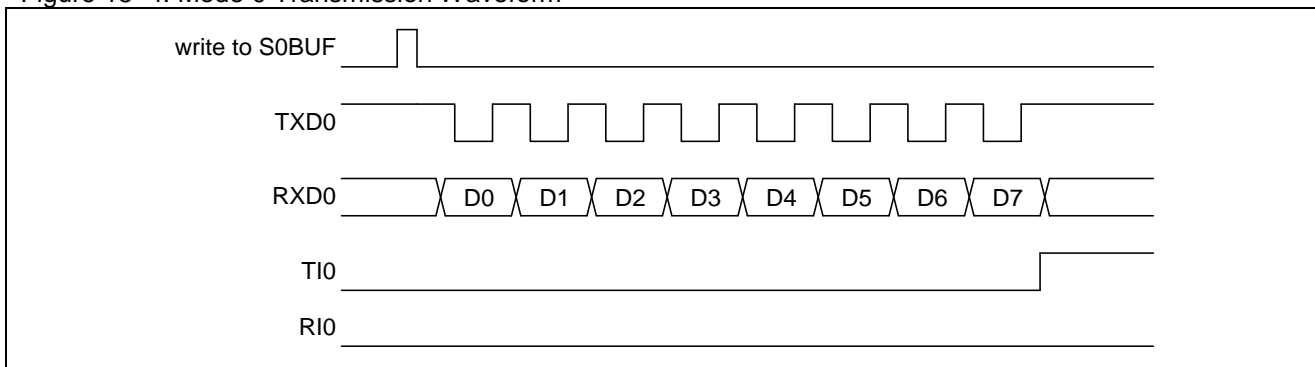 write to S0BUF
TXD0
RXD0 D0 D1 D2 D3 D4 D5 D6 D7
TI0
RI0